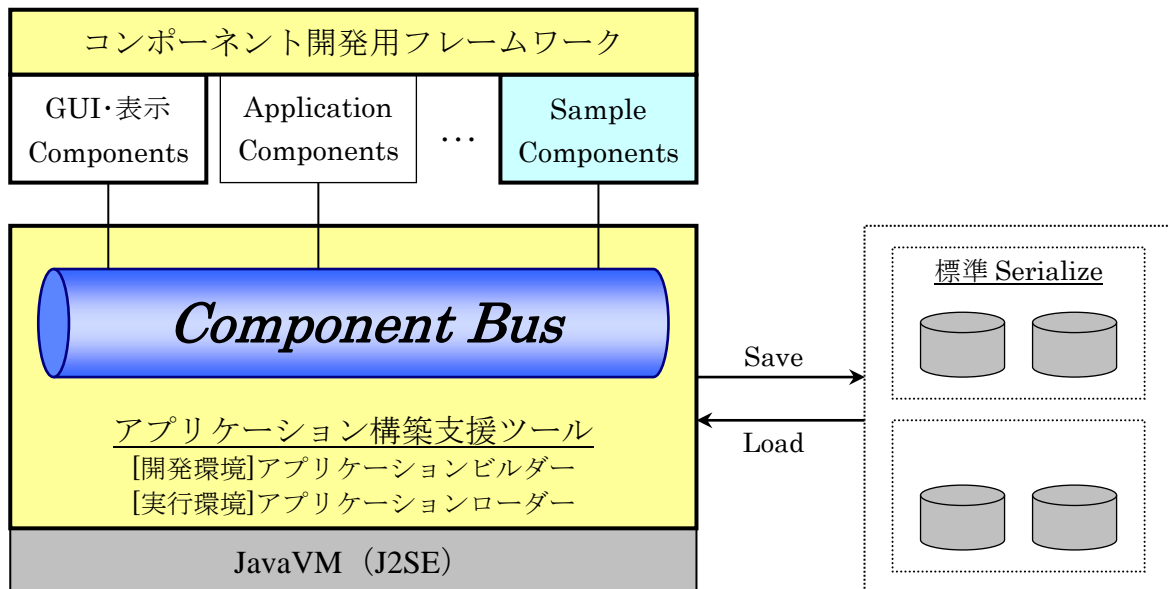 コンポーネント開発用フレームワーク
GUI･表示
Components
Application
Components
…
Sample
Components
Component Bus
アプリケーション構築支援ツール
[開発環境]アプリケーションビルダー
[実行環境]アプリケーションローダー
JavaVM（J2SE）
Save
Load
標準 Serialize